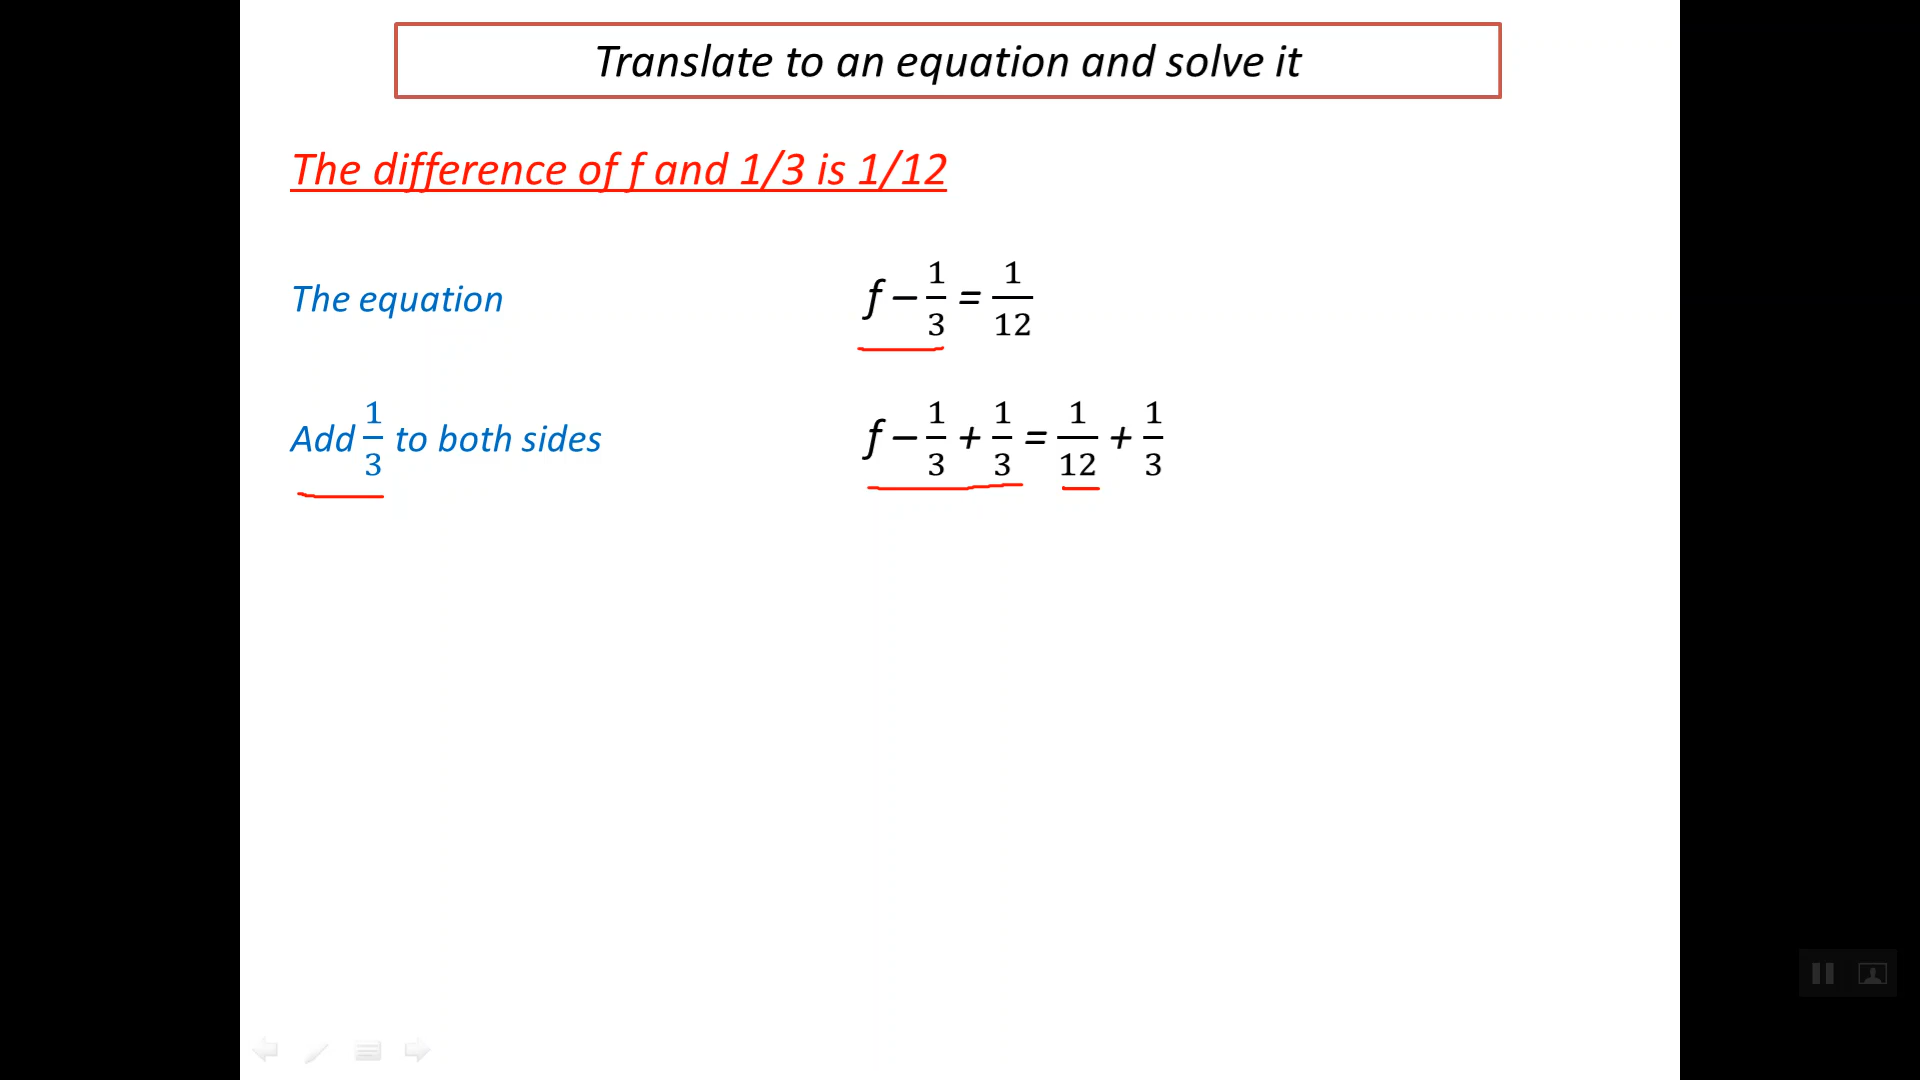 Translate to an equation and solve it
The difference of f and 1/3 is 1/12
The equation f – 1/3 = 1/12
Add 1/3 to both sides f – 1/3 + 1/3 = 1/12 + 1/3